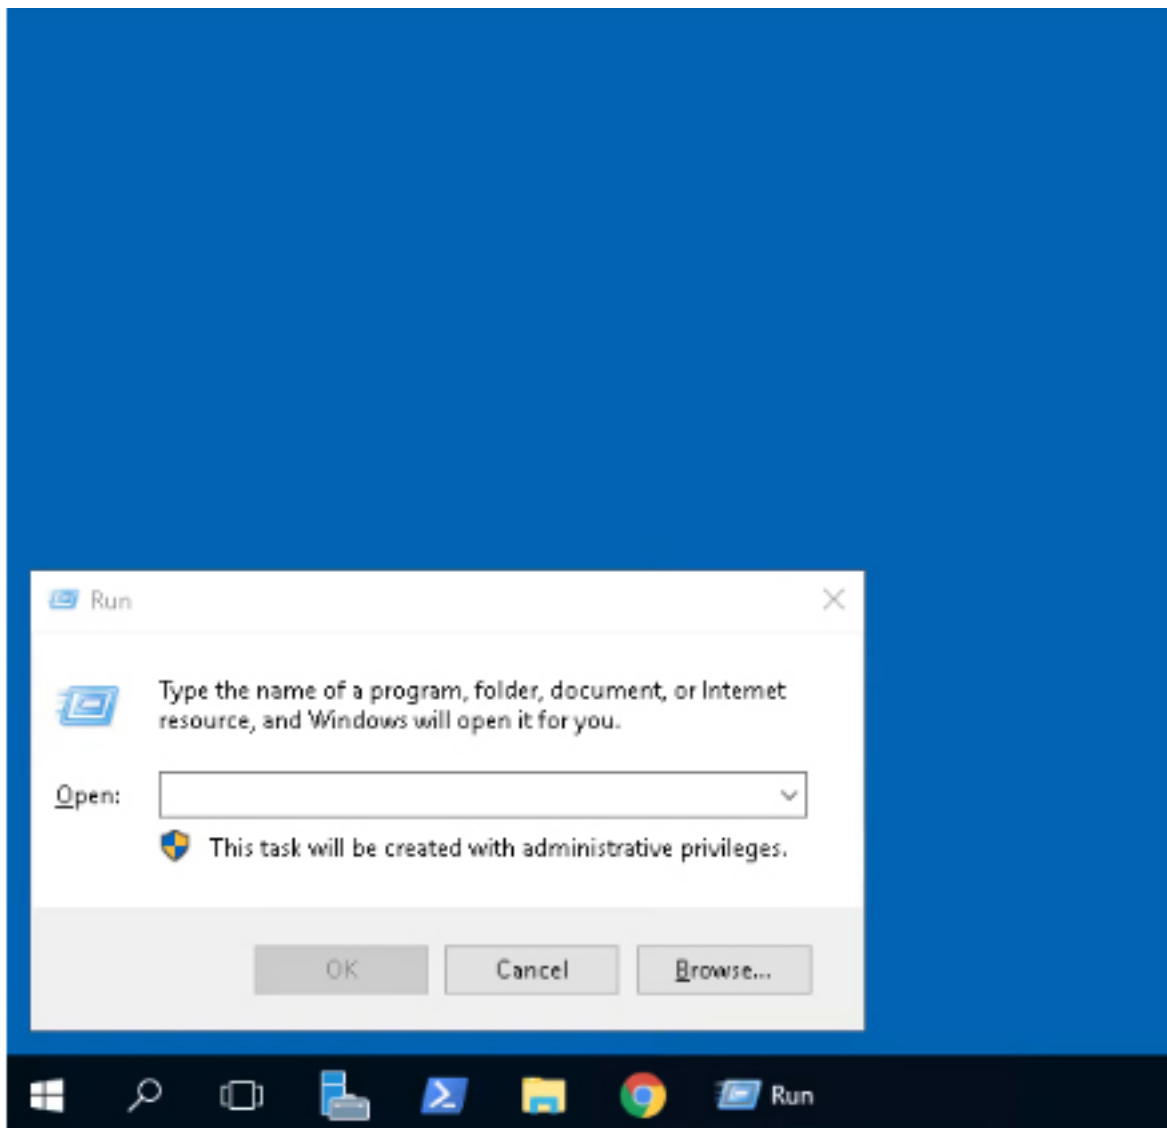 Run
Type the name of a program, folder, document, or Internet
resource, and Windows will open it for you.
Open:
This task will be created with administrative privileges.
OK Cancel Browse...
Run